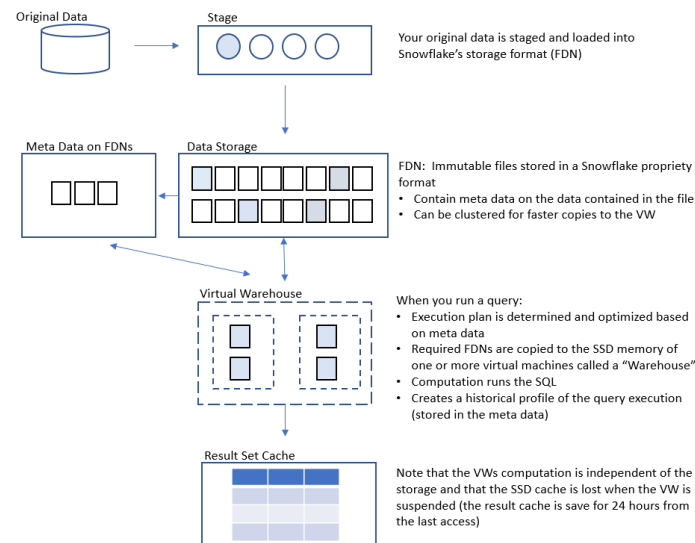 Original Data
Stage
Your original data is staged and loaded into
Snowflake's storage format (FDN)
Meta Data on FDNs
Data Storage
FDN: Immutable files stored in a Snowflake propriety
format
• Contain meta data on the data contained in the file
• Can be clustered for faster copies to the VW
Virtual Warehouse
When you run a query:
• Execution plan is determined and optimized based
on meta data
• Required FDNs are copied to the SSD memory of
one or more virtual machines called a "Warehouse"
• Computation runs the SQL
• Creates a historical profile of the query execution
(stored in the meta data)
Result Set Cache
Note that the VWs computation is independent of the
storage and that the SSD cache is lost when the VW is
suspended (the result cache is save for 24 hours from
the last access)